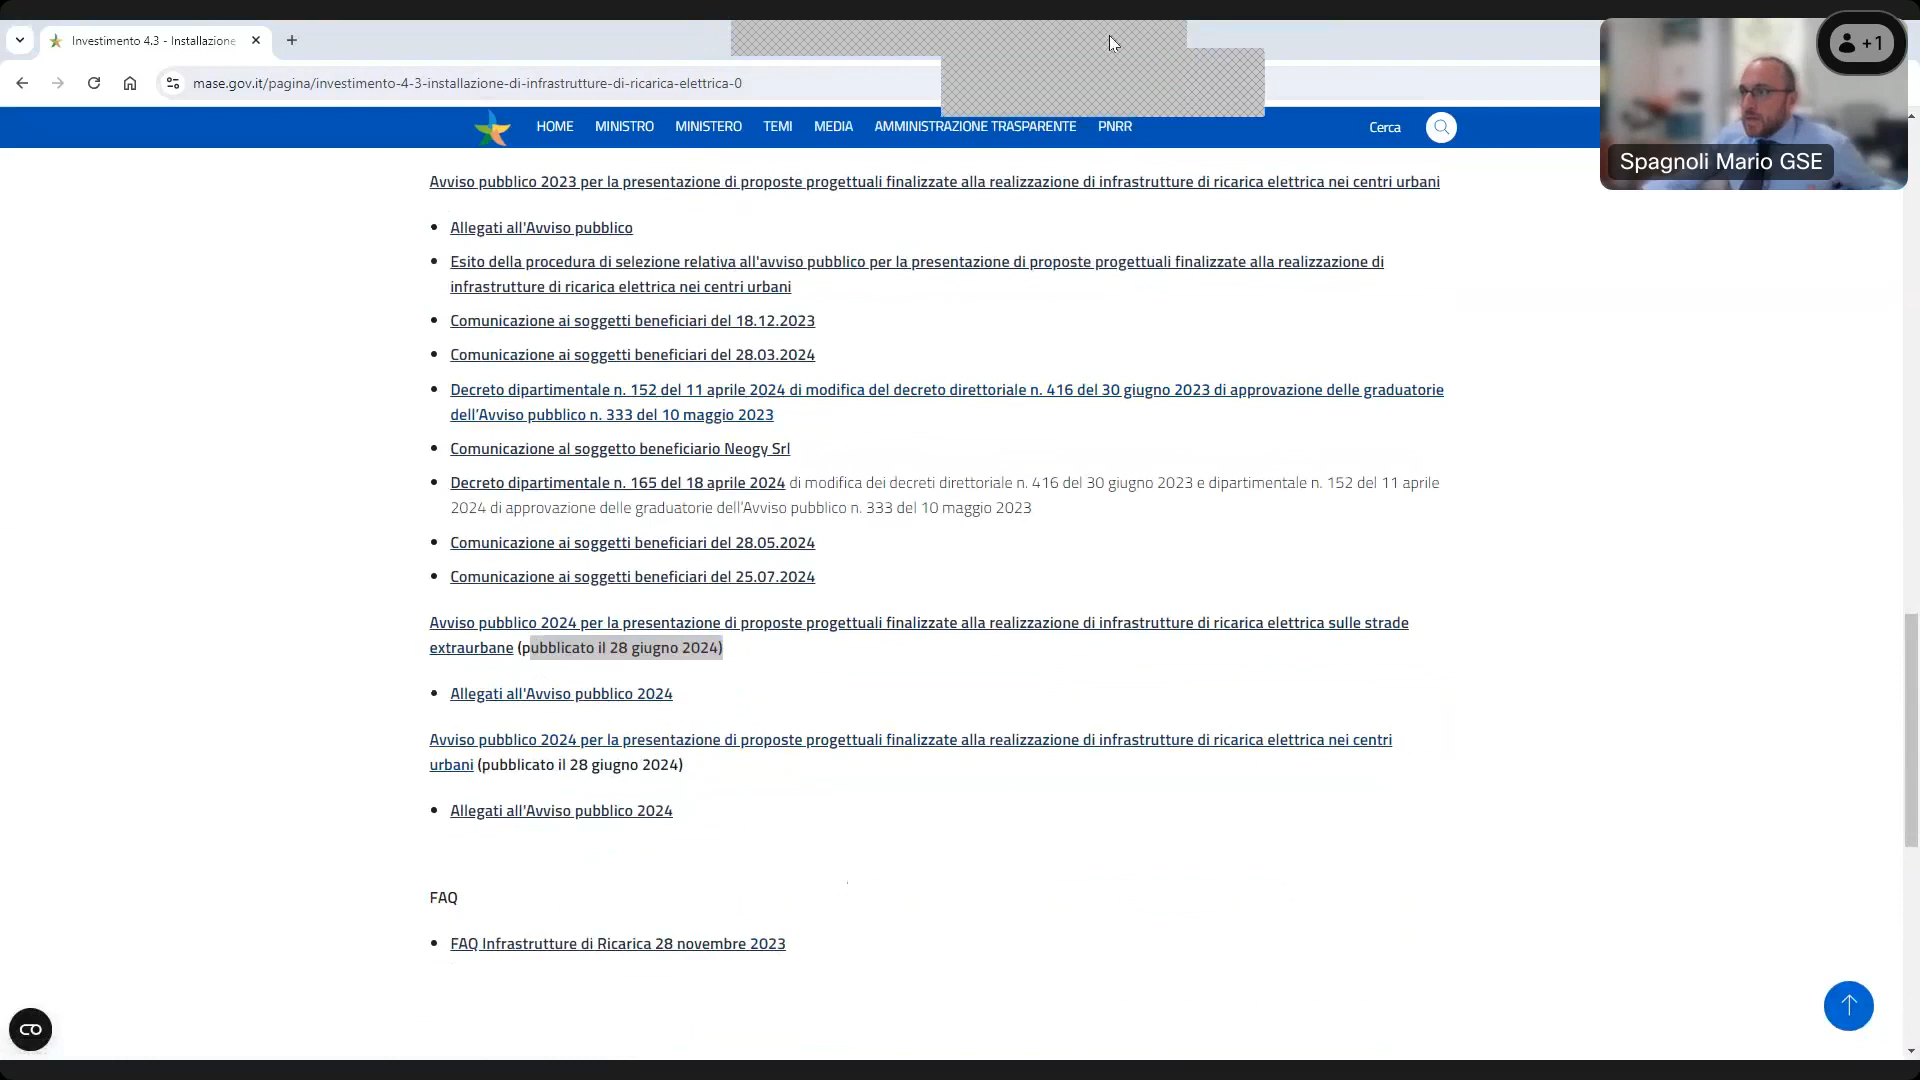 Investimento 4.3 - Installazione
mase.gov.it/pagina/investimento-4-3-installazione-di-infrastrutture-di-ricarica-elettrica-0
+1
Spagnoli Mario GSE
HOME MINISTRO MINISTERO TEMI MEDIA AMMINISTRAZIONE TRASPARENTE PNRR Cerca
Avviso pubblico 2023 per la presentazione di proposte progettuali finalizzate alla realizzazione di infrastrutture di ricarica elettrica nei centri urbani
Allegati all'Avviso pubblico
Esito della procedura di selezione relativa all'avviso pubblico per la presentazione di proposte progettuali finalizzate alla realizzazione di
infrastrutture di ricarica elettrica nei centri urbani
Comunicazione ai soggetti beneficiari del 18.12.2023
Comunicazione ai soggetti beneficiari del 28.03.2024
Decreto dipartimentale n. 152 del 11 aprile 2024 di modifica del decreto direttoriale n. 416 del 30 giugno 2023 di approvazione delle graduatorie
dell'Avviso pubblico n. 333 del 10 maggio 2023
Comunicazione al soggetto beneficiario Neogy Srl
Decreto dipartimentale n. 165 del 18 aprile 2024 di modifica dei decreti direttoriale n. 416 del 30 giugno 2023 e dipartimentale n. 152 del 11 aprile
2024 di approvazione delle graduatorie dell'Avviso pubblico n. 333 del 10 maggio 2023
Comunicazione ai soggetti beneficiari del 28.05.2024
Comunicazione ai soggetti beneficiari del 25.07.2024
Avviso pubblico 2024 per la presentazione di proposte progettuali finalizzate alla realizzazione di infrastrutture di ricarica elettrica sulle strade
extraurbane (pubblicato il 28 giugno 2024)
Allegati all'Avviso pubblico 2024
Avviso pubblico 2024 per la presentazione di proposte progettuali finalizzate alla realizzazione di infrastrutture di ricarica elettrica nei centri
urbani (pubblicato il 28 giugno 2024)
Allegati all'Avviso pubblico 2024
FAQ
FAQ Infrastrutture di Ricarica 28 novembre 2023